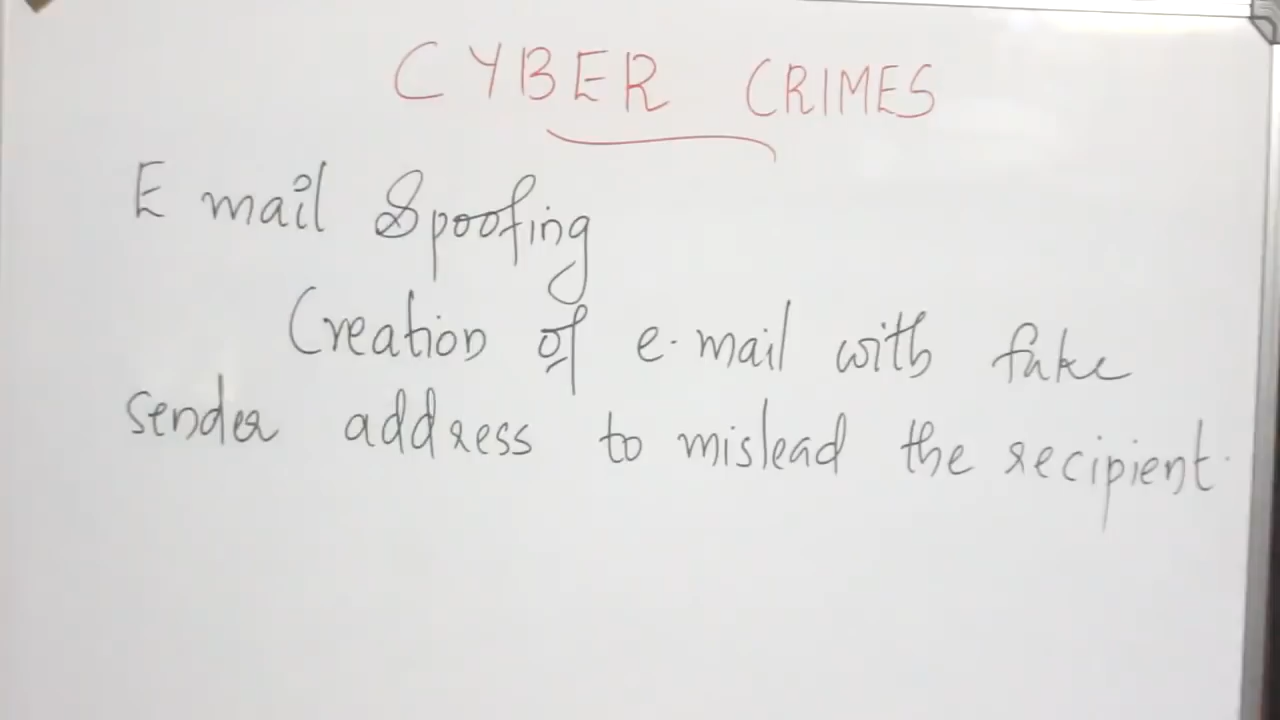 CYBER CRIMES
E mail Spoofing
Creation of e-mail with fake
sender address to mislead the recipient.